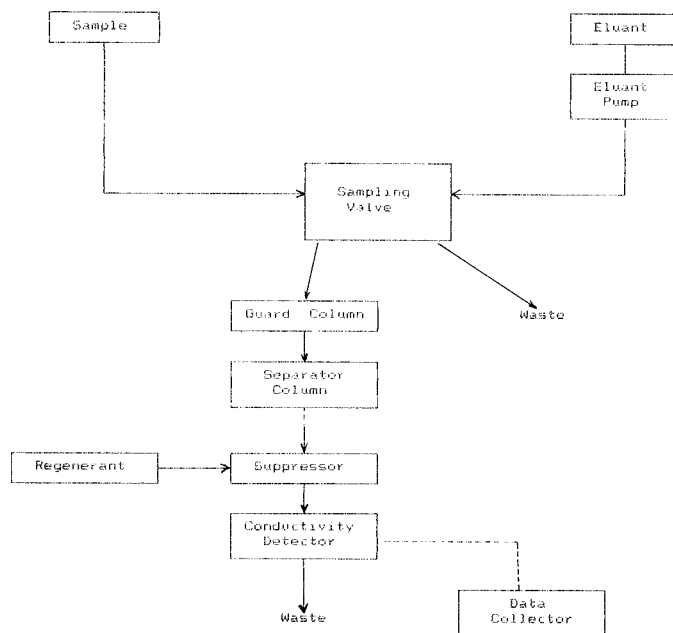 Sample
Eluant
Eluant
Pump
Sampling
Valve
Guard Column
Waste
Separator
Column
Regenerant
Suppressor
Conductivity
Detector
Waste
Data
Collector